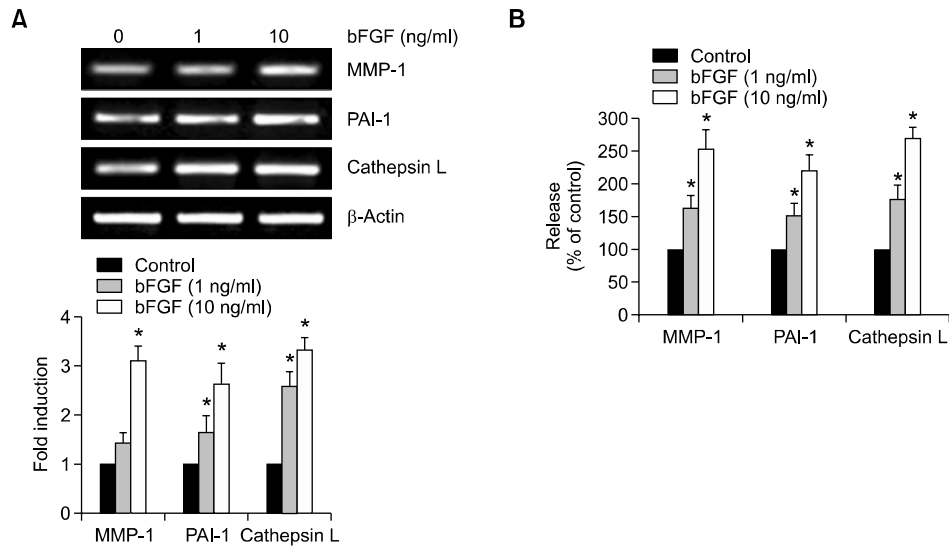 A
0 1 10 bFGF (ng/ml)
MMP-1
PAI-1
Cathepsin L
β-Actin
Control
bFGF (1 ng/ml)
bFGF (10 ng/ml)
Fold induction
4
3
2
1
0
* * * * *
MMP-1 PAI-1 Cathepsin L
B
Control
bFGF (1 ng/ml)
bFGF (10 ng/ml)
Release
(% of control)
300
250
200
150
100
50
0
* * * * * *
MMP-1 PAI-1 Cathepsin L